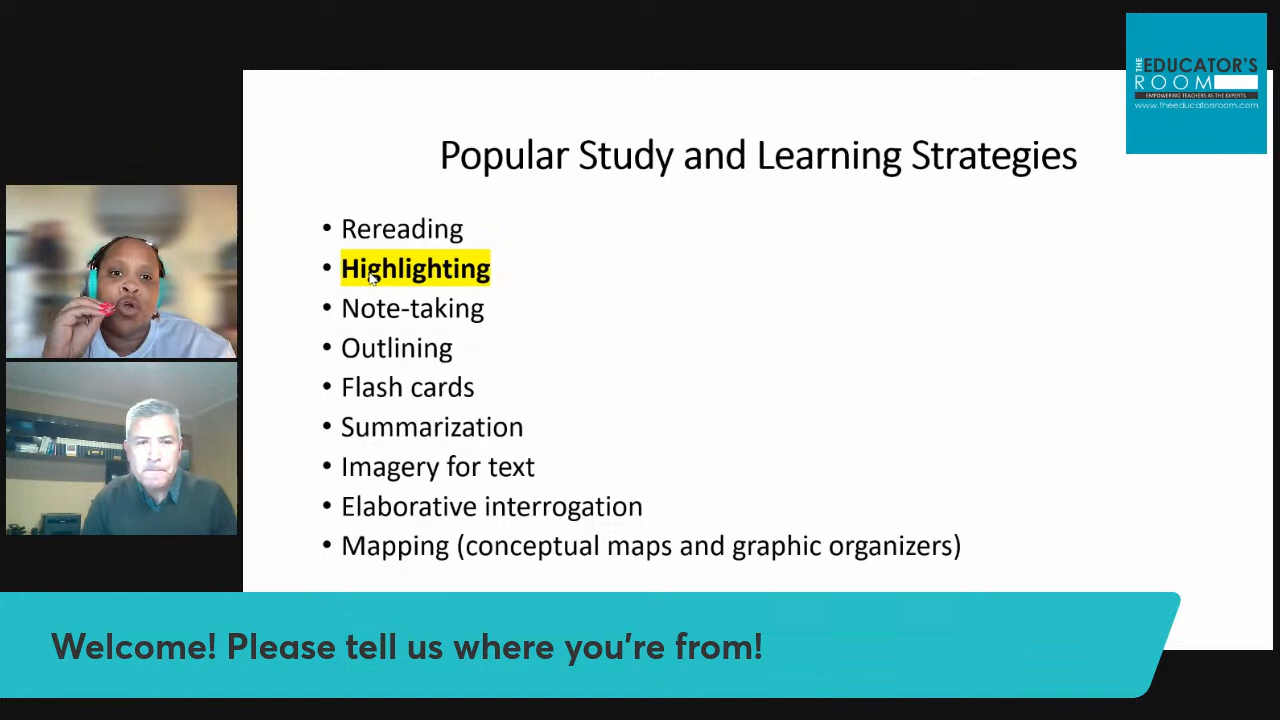 THE EDUCATOR'S
ROOM
EMPOWERING TEACHERS AS THE EXPERTS
www.theeducatorsroom.com
Popular Study and Learning Strategies
• Rereading
• Highlighting
• Note-taking
• Outlining
• Flash cards
• Summarization
• Imagery for text
• Elaborative interrogation
• Mapping (conceptual maps and graphic organizers)
Welcome! Please tell us where you're from!